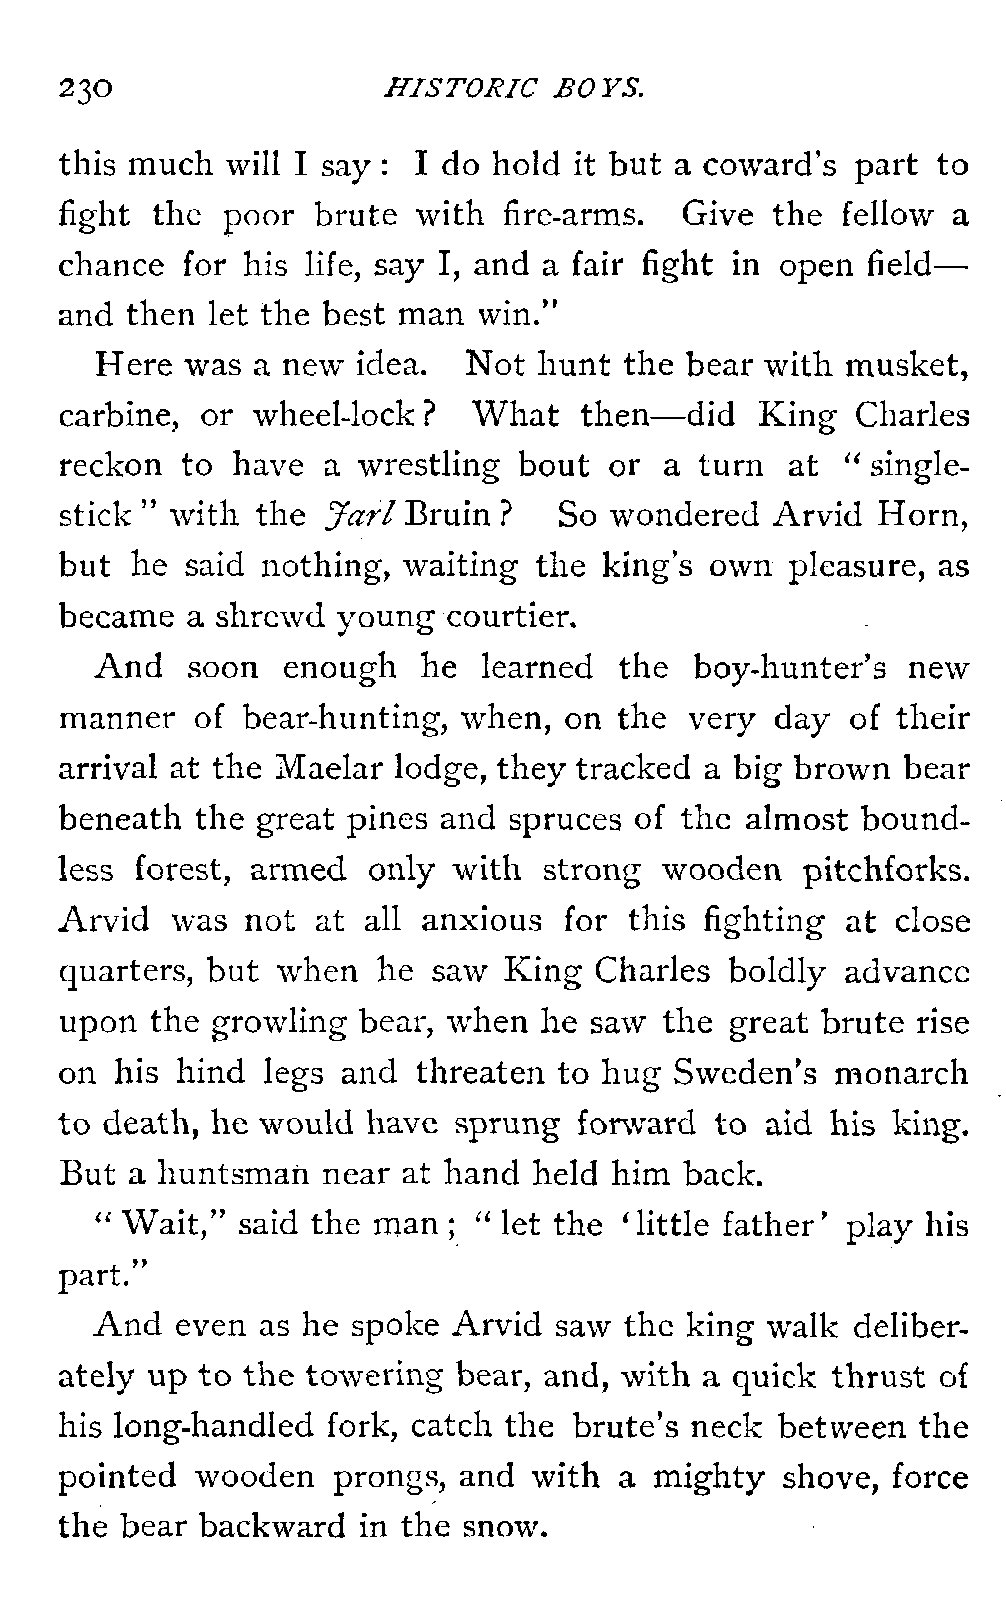 230 HISTORIC BOYS.
this much will I say: I do hold it but a coward's part to
fight the poor brute with fire-arms. Give the fellow a
chance for his life, say I, and a fair fight in open field—
and then let the best man win."
Here was a new idea. Not hunt the bear with musket,
carbine, or wheel-lock? What then—did King Charles
reckon to have a wrestling bout or a turn at "single-
stick" with the Jarl Bruin? So wondered Arvid Horn,
but he said nothing, waiting the king's own pleasure, as
became a shrewd young courtier.
And soon enough he learned the boy-hunter's new
manner of bear-hunting, when, on the very day of their
arrival at the Maelar lodge, they tracked a big brown bear
beneath the great pines and spruces of the almost bound-
less forest, armed only with strong wooden pitchforks.
Arvid was not at all anxious for this fighting at close
quarters, but when he saw King Charles boldly advance
upon the growling bear, when he saw the great brute rise
on his hind legs and threaten to hug Sweden's monarch
to death, he would have sprung forward to aid his king.
But a huntsman near at hand held him back.
"Wait," said the man; "let the 'little father' play his
part."
And even as he spoke Arvid saw the king walk deliber-
ately up to the towering bear, and, with a quick thrust of
his long-handled fork, catch the brute's neck between the
pointed wooden prongs, and with a mighty shove, force
the bear backward in the snow.